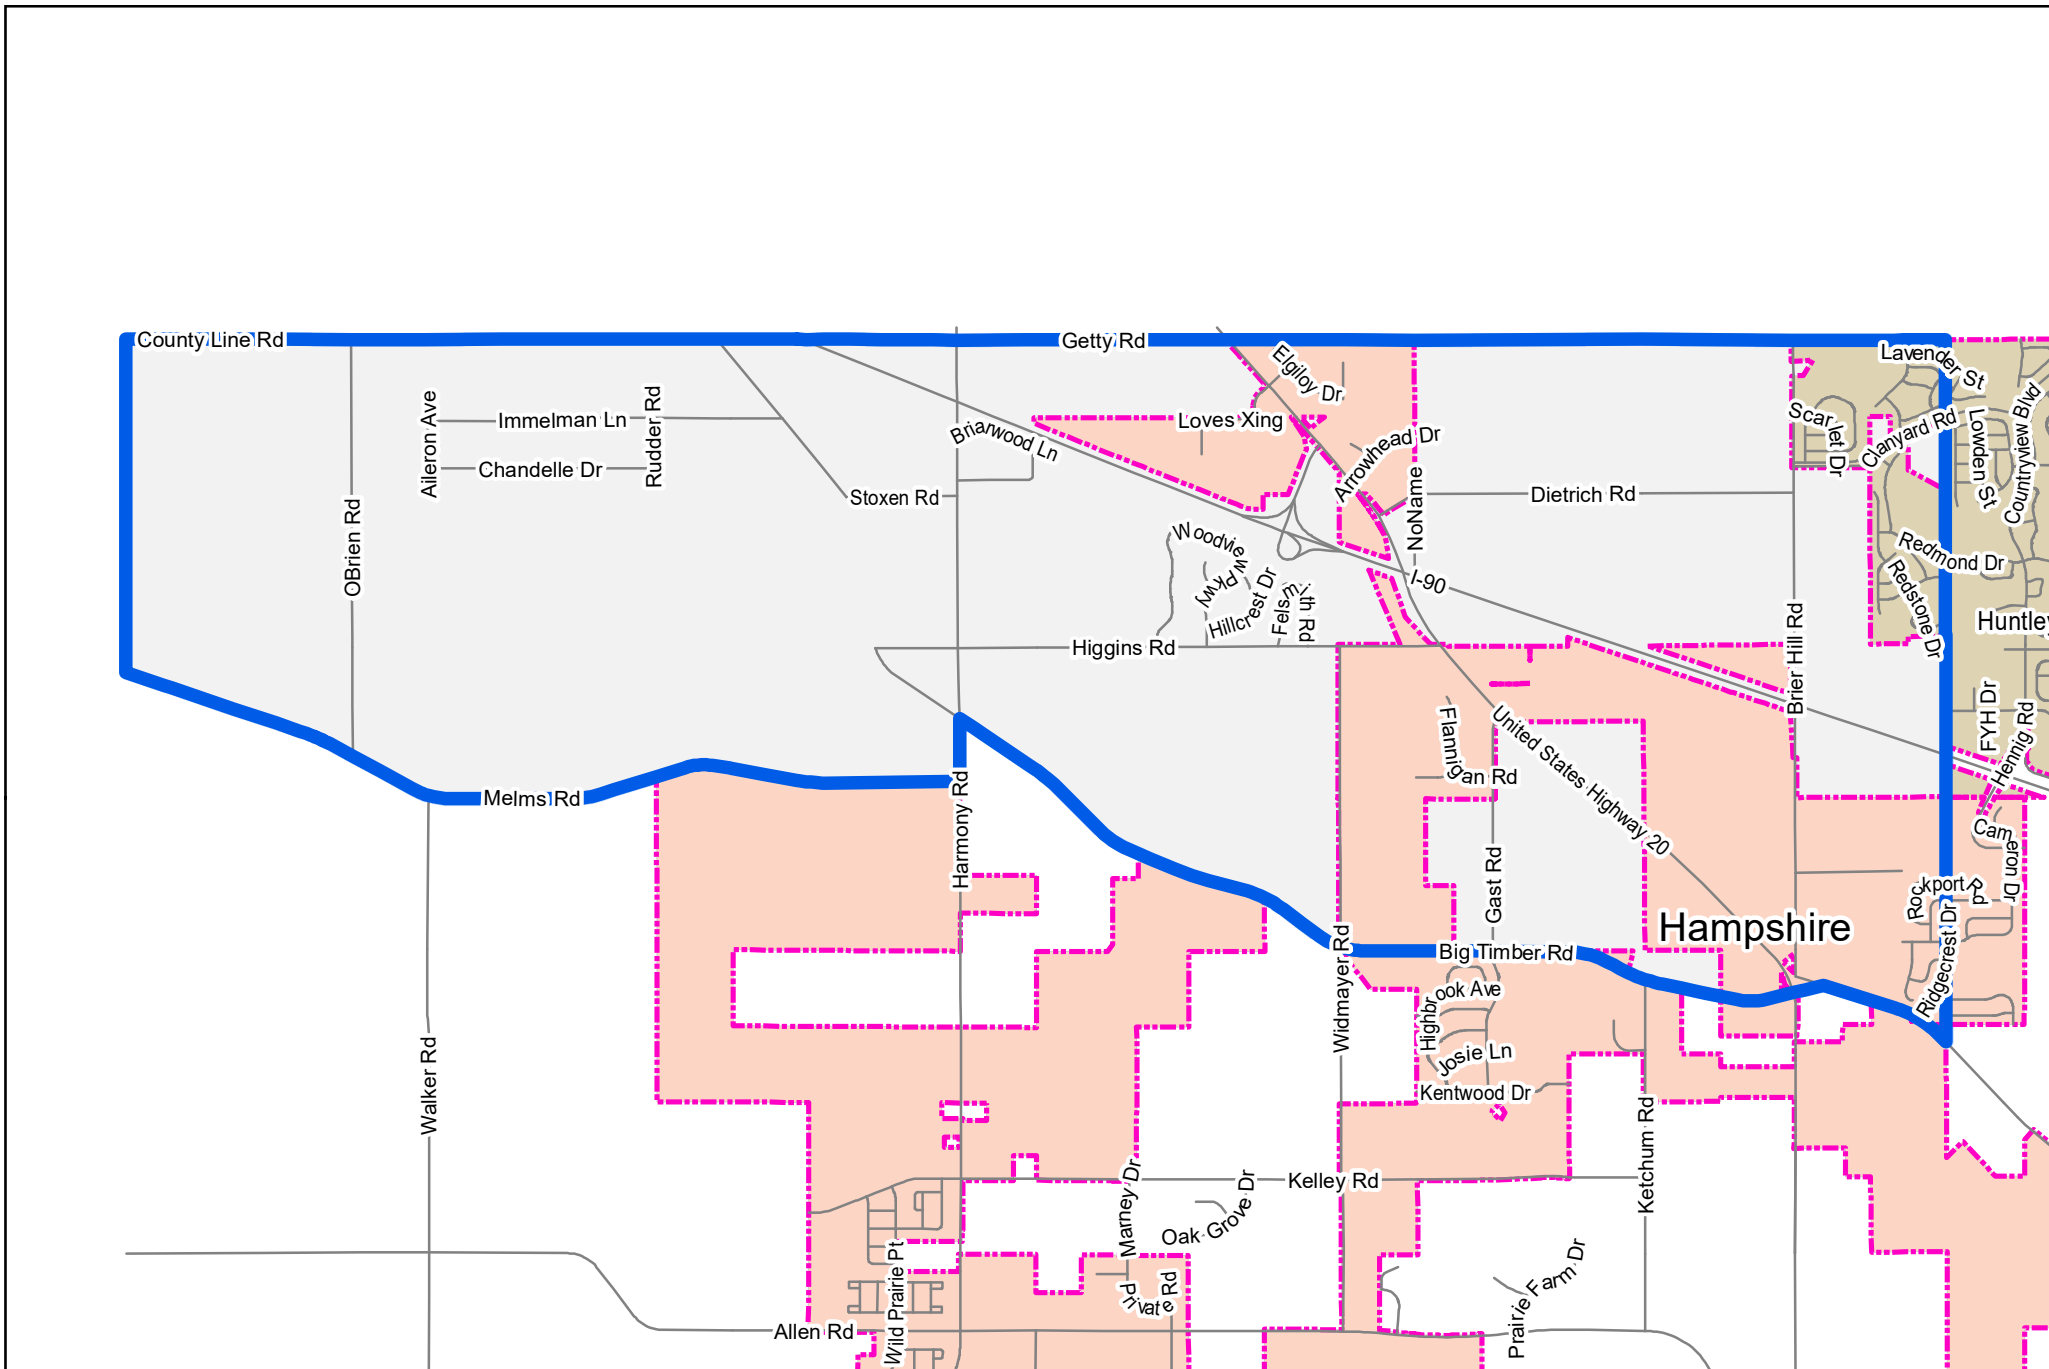 County Line Rd
Getty Rd
Lavender St
Elgiloy Dr
Aileron Ave
Immelman Ln
Rudder Rd
Loves Xing
Scarlet Dr
Clanyard Rd
Lowden St
Countryview Blvd
Briarwood Ln
Arrowhead Dr
Chandelle Dr
Stoxen Rd
NoName
Dietrich Rd
OBrien Rd
Woodview Pkwy
Hillcrest Dr
Felsmith Rd
I-90
Redmond Dr
Redstone Dr
Huntley
Higgins Rd
Brier Hill Rd
FYH Dr
Hennig Rd
Flannigan Rd
United States Highway 20
Melms Rd
Harmony Rd
Cameron Dr
Gast Rd
Rockport Rd
Hampshire
Widmayer Rd
Big Timber Rd
Ridgecrest Dr
Highbrook Ave
Josie Ln
Kentwood Dr
Walker Rd
Ketchum Rd
Kelley Rd
Marney Dr
Oak Grove Dr
Wild Prairie Pt
Private Rd
Prairie Farm Dr
Allen Rd